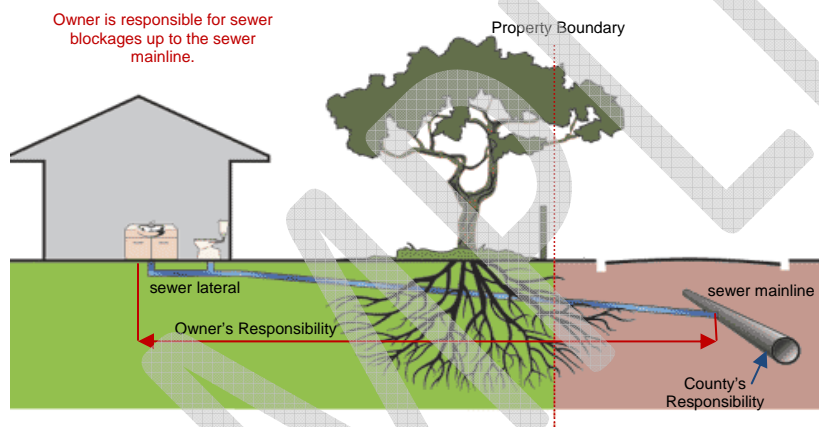 Owner is responsible for sewer
blockages up to the sewer
mainline.
Property Boundary
sewer lateral
sewer mainline
Owner's Responsibility
County's
Responsibility